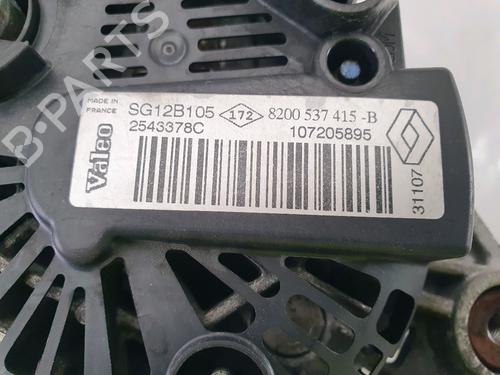 MADE IN
FRANCE
SG12B105 172 8200 537 415 -B
2543378C 107205895
Valeo
31107
B-PARTS